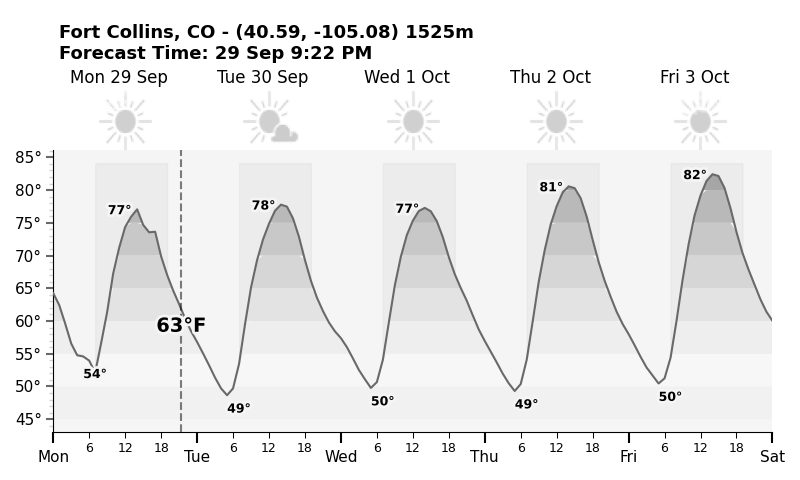 Fort Collins, CO - (40.59, -105.08) 1525m
Forecast Time: 29 Sep 9:22 PM
Mon 29 Sep Tue 30 Sep Wed 1 Oct Thu 2 Oct Fri 3 Oct
85°
80°
75°
70°
65°
60°
55°
50°
45°
77° 78° 77° 81° 82°
63°F
54° 49° 50° 49° 50°
6 12 18 6 12 18 6 12 18 6 12 18 6 12 18
Mon Tue Wed Thu Fri Sat